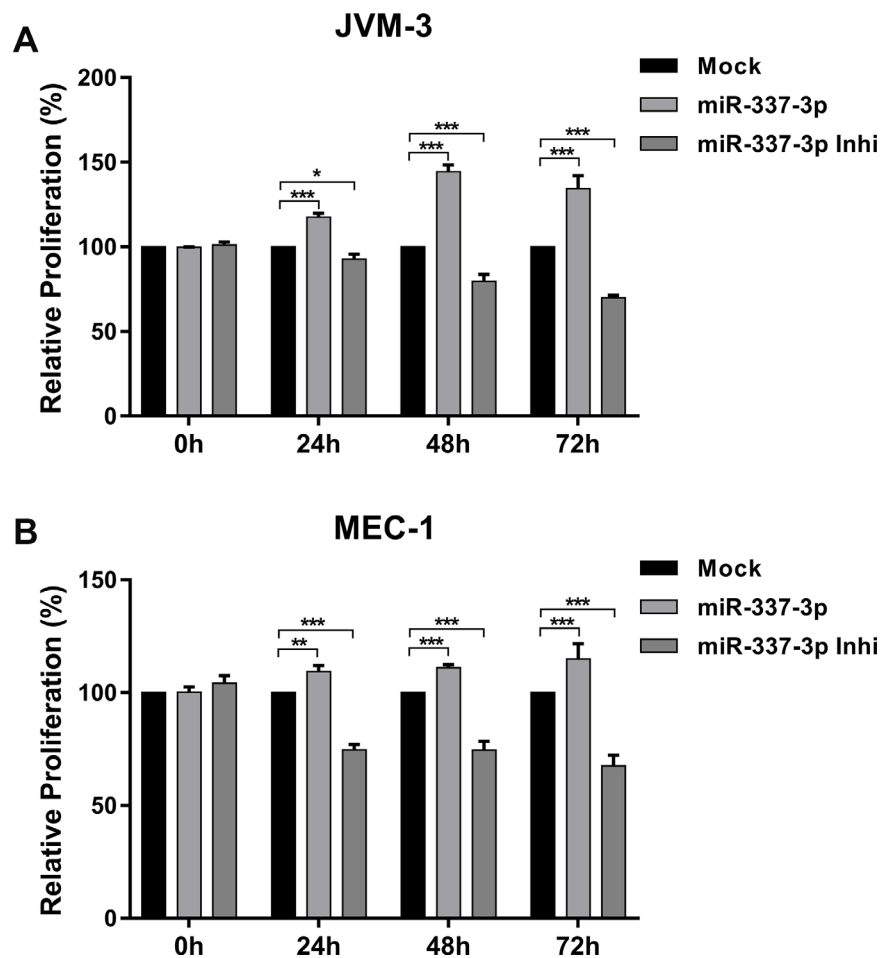 A
JVM-3
Relative Proliferation (%)
200
150
100
50
0
*
***
***
***
***
***
0h
24h
48h
72h
Mock
miR-337-3p
miR-337-3p Inhi
B
MEC-1
Relative Proliferation (%)
150
100
50
0
***
**
***
***
***
***
0h
24h
48h
72h
Mock
miR-337-3p
miR-337-3p Inhi